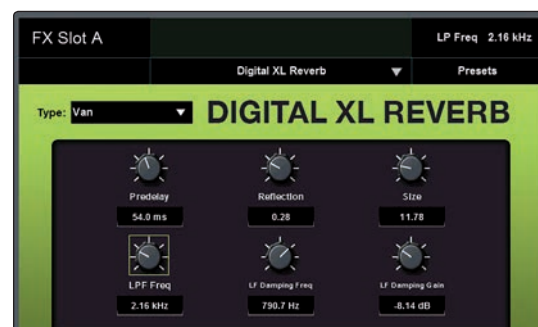 FX Slot A
LP Freq 2.16 kHz
Digital XL Reverb
Presets
Type: Van
DIGITAL XL REVERB
Predelay
Reflection
Size
54.0 ms
0.28
11.78
LPF Freq
LF Damping Freq
LF Damping Gain
2.16 kHz
790.7 Hz
-8.14 dB